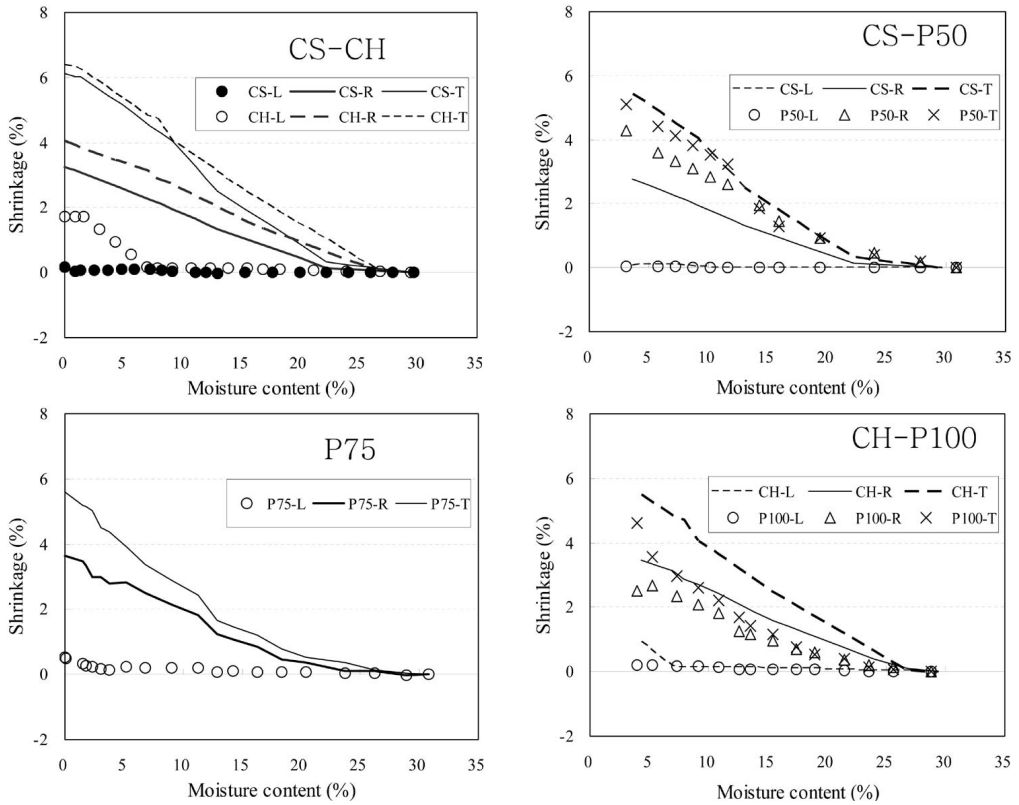 CS-CH
CS-L CS-R CS-T
CH-L CH-R CH-T
Shrinkage (%)
8
6
4
2
0
-2
0 5 10 15 20 25 30 35
Moisture content (%)
CS-P50
CS-L CS-R CS-T
P50-L P50-R P50-T
Shrinkage (%)
8
6
4
2
0
-2
0 5 10 15 20 25 30 35
Moisture content (%)
P75
P75-L P75-R P75-T
Shrinkage (%)
8
6
4
2
0
-2
0 5 10 15 20 25 30 35
Moisture content (%)
CH-P100
CH-L CH-R CH-T
P100-L P100-R P100-T
Shrinkage (%)
8
6
4
2
0
-2
0 5 10 15 20 25 30 35
Moisture content (%)